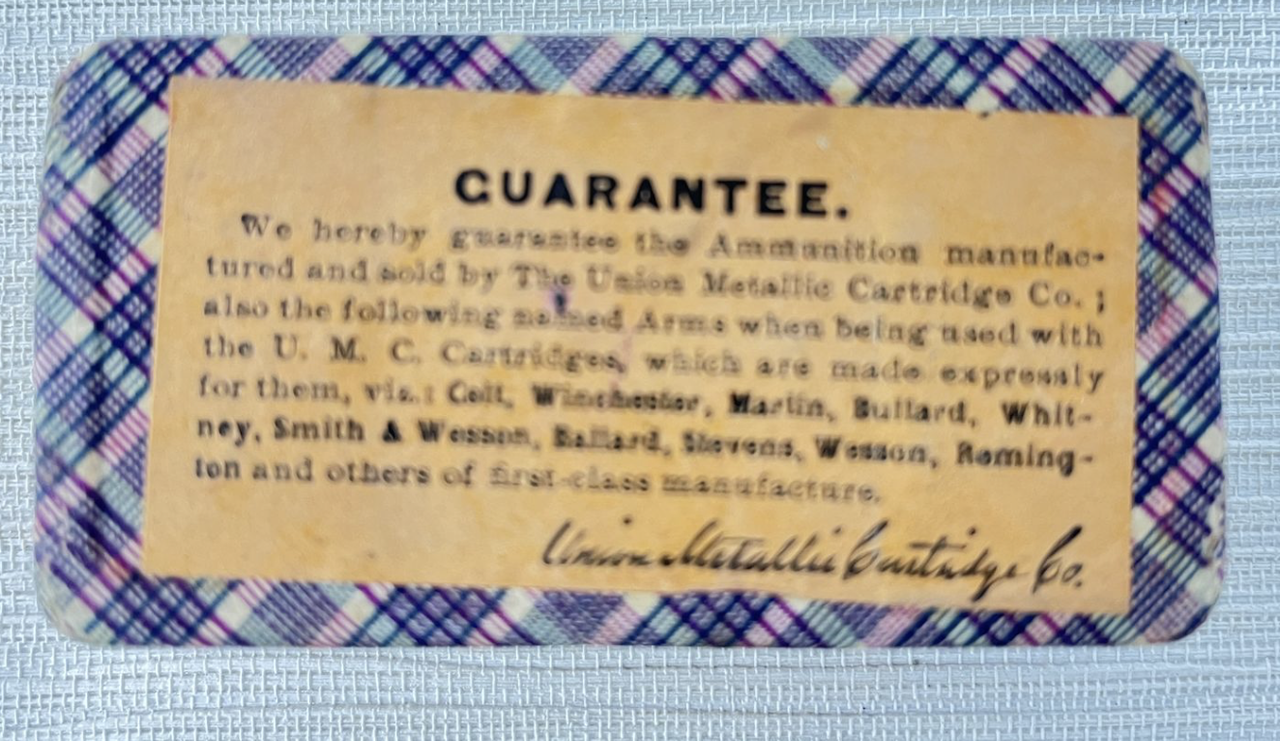 GUARANTEE.
We hereby guarantee the Ammunition manufac-
tured and sold by The Union Metallic Cartridge Co. ;
also the following named Arms when being used with
the U. M. C. Cartridges, which are made expressly
for them, viz.: Colt, Winchester, Marlin, Bullard, Whit-
ney, Smith & Wesson, Ballard, Stevens, Wesson, Reming-
ton and others of first-class manufacture.
Union Metallic Cartridge Co.